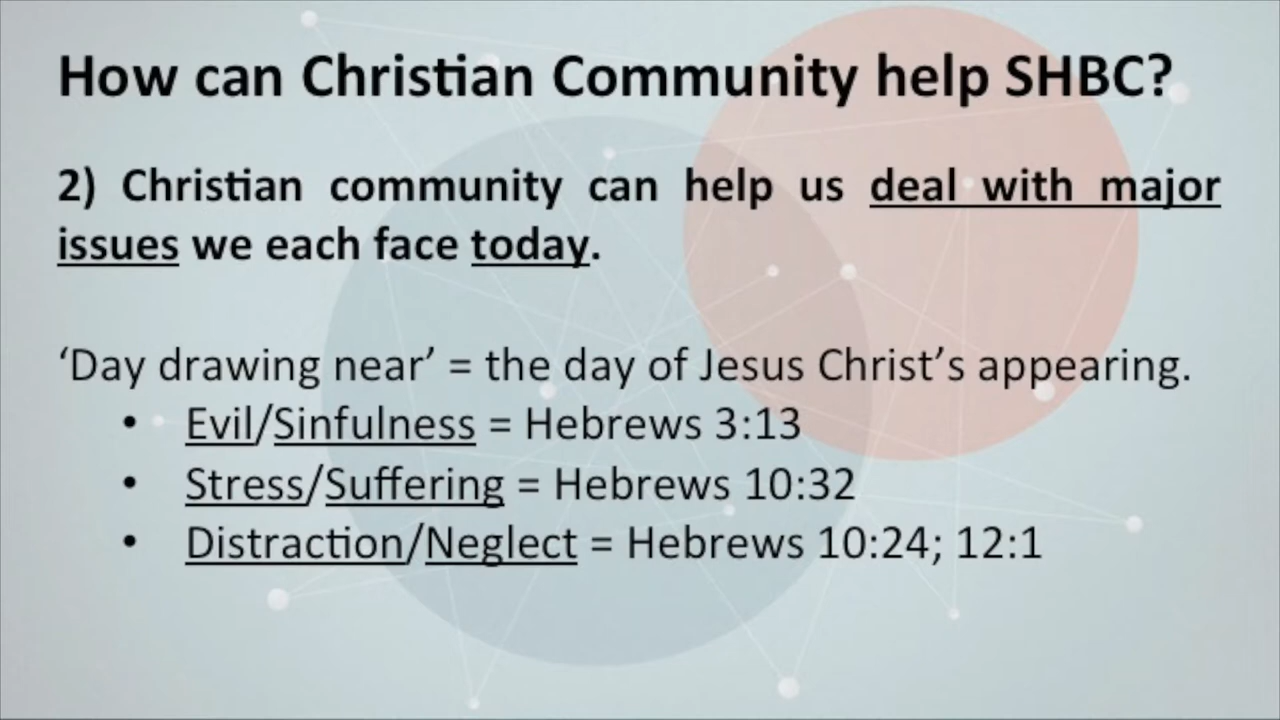 How can Christian Community help SHBC?
2) Christian community can help us deal with major
issues we each face today.
‘Day drawing near’ = the day of Jesus Christ’s appearing.
• Evil/Sinfulness = Hebrews 3:13
• Stress/Suffering = Hebrews 10:32
• Distraction/Neglect = Hebrews 10:24; 12:1